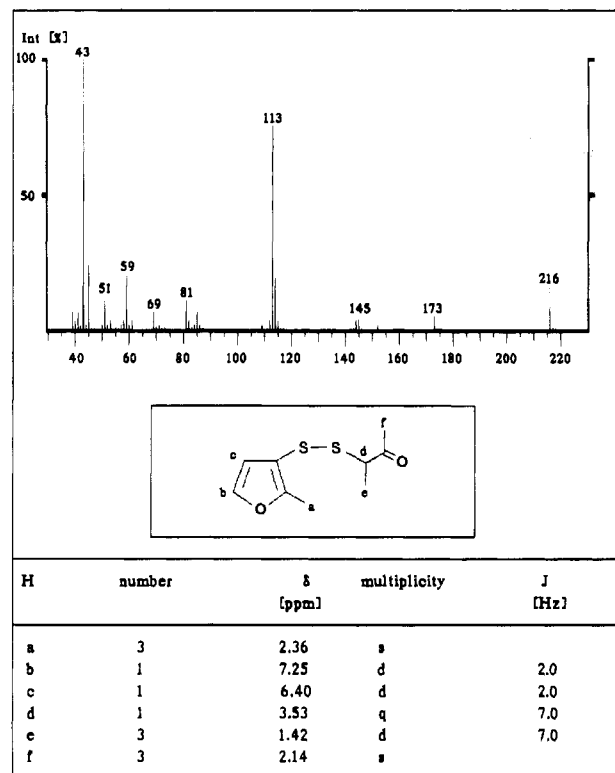 Int [%]
100
43
113
50
59
51
69
81
145
173
216
40 60 80 100 120 140 160 180 200 220
f
S S
c
d
O
e
b
O
a
H number δ multiplicity J
[ppm] [Hz]
a 3 2.36 s
b 1 7.25 d 2.0
c 1 6.40 d 2.0
d 1 3.53 q 7.0
e 3 1.42 d 7.0
f 3 2.14 s